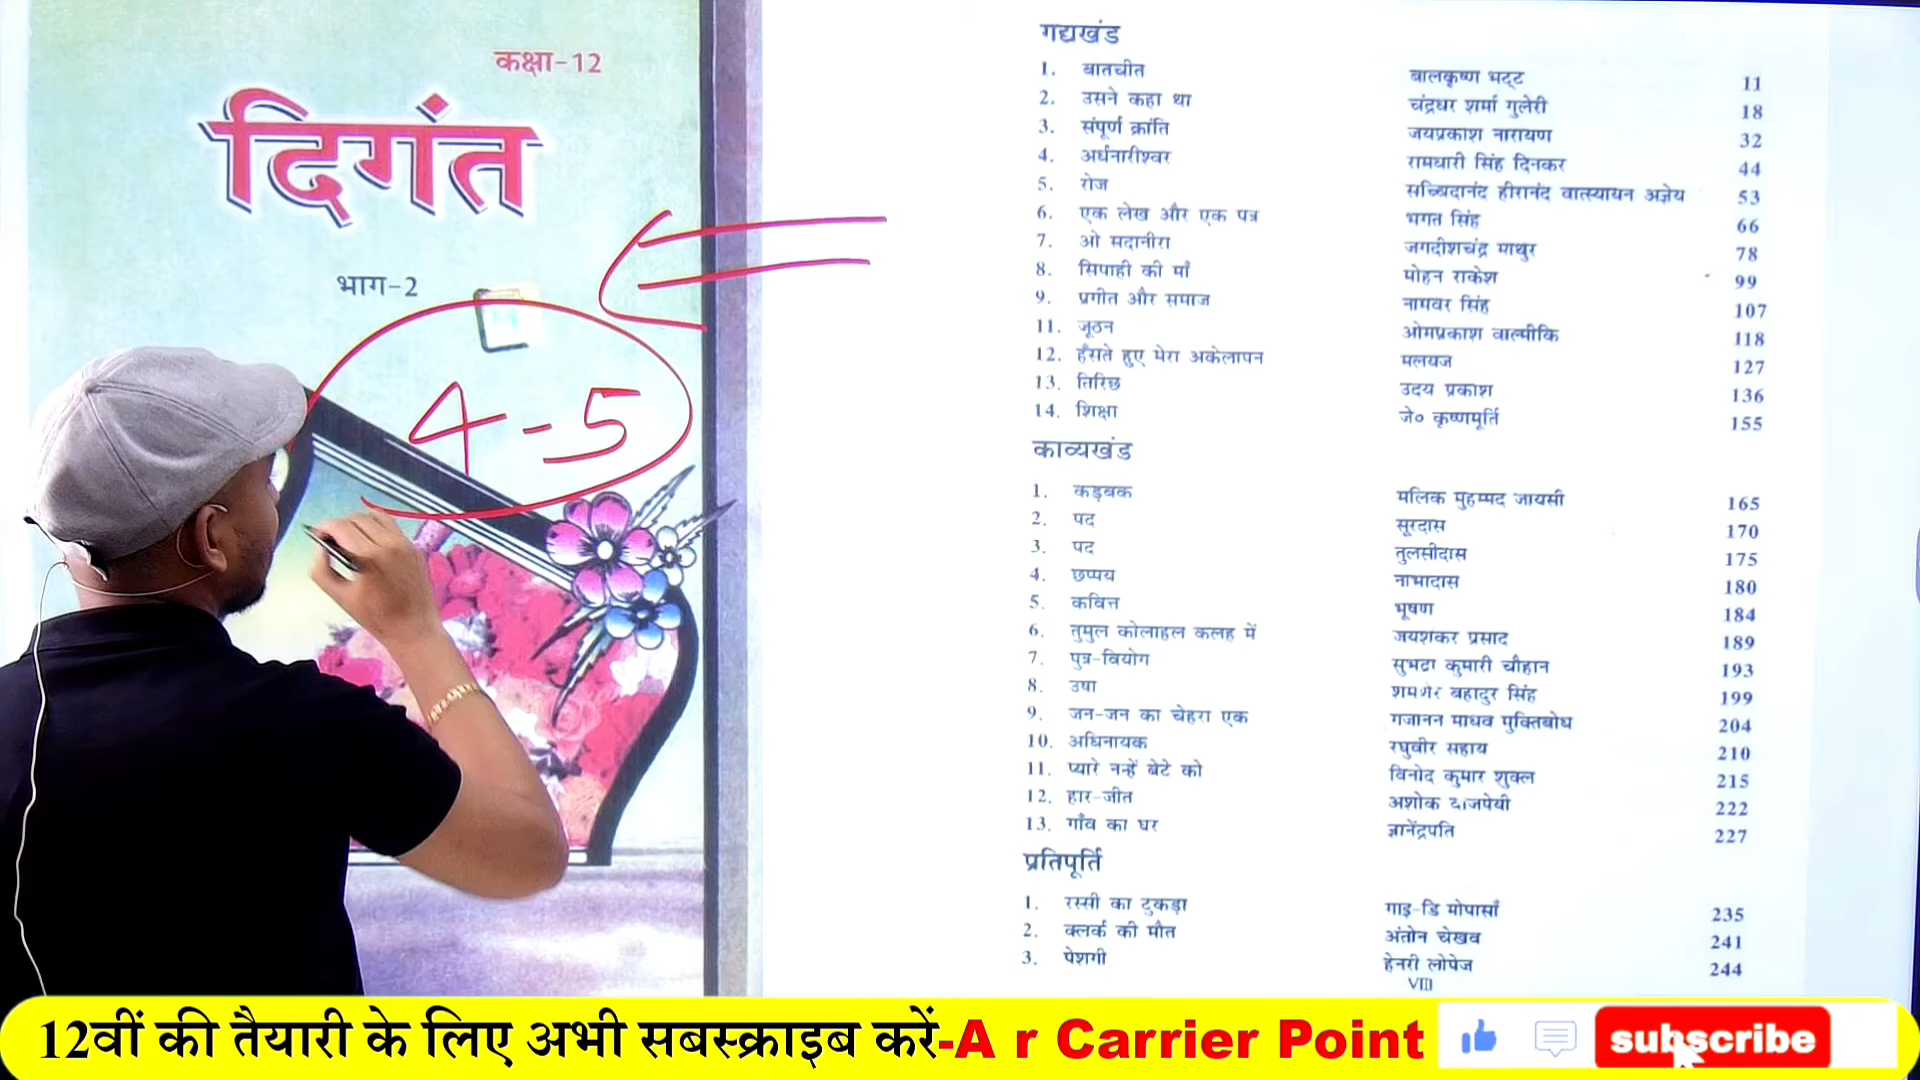 कक्षा-12
दिगंत
भाग-2
4-5
गद्यखंड
1. बातचीत बालकृष्ण भट्ट 11
2. उसने कहा था चंद्रधर शर्मा गुलेरी 18
3. संपूर्ण क्रांति जयप्रकाश नारायण 32
4. अर्धनारीश्वर रामधारी सिंह दिनकर 44
5. रोज सच्चिदानंद हीरानंद वात्स्यायन अज्ञेय 53
6. एक लेख और एक पत्र भगत सिंह 66
7. ओ सदानीरा जगदीशचंद्र माथुर 78
8. सिपाही की माँ मोहन राकेश 99
9. प्रगीत और समाज नामवर सिंह 107
11. जूठन ओमप्रकाश वाल्मीकि 118
12. हँसते हुए मेरा अकेलापन मलयज 127
13. तिरिछ उदय प्रकाश 136
14. शिक्षा जे० कृष्णमूर्ति 155
काव्यखंड
1. कड़बक मलिक मुहम्मद जायसी 165
2. पद सूरदास 170
3. पद तुलसीदास 175
4. छप्पय नाभादास 180
5. कवित्त भूषण 184
6. तुमुल कोलाहल कलह में जयशंकर प्रसाद 189
7. पुत्र-वियोग सुभद्रा कुमारी चौहान 193
8. उषा शमशेर बहादुर सिंह 199
9. जन-जन का चेहरा एक गजानन माधव मुक्तिबोध 204
10. अधिनायक रघुवीर सहाय 210
11. प्यारे नन्हें बेटे को विनोद कुमार शुक्ल 215
12. हार-जीत अशोक वाजपेयी 222
13. गाँव का घर ज्ञानेंद्रपति 227
प्रतिपूर्ति
1. रस्सी का टुकड़ा गाइ-डि मोपासाँ 235
2. क्लर्क की मौत अंतोन चेखव 241
3. पेशगी हेनरी लोपेज 244
VIII
12वीं की तैयारी के लिए अभी सबस्क्राइब करें-A r Carrier Point subscribe